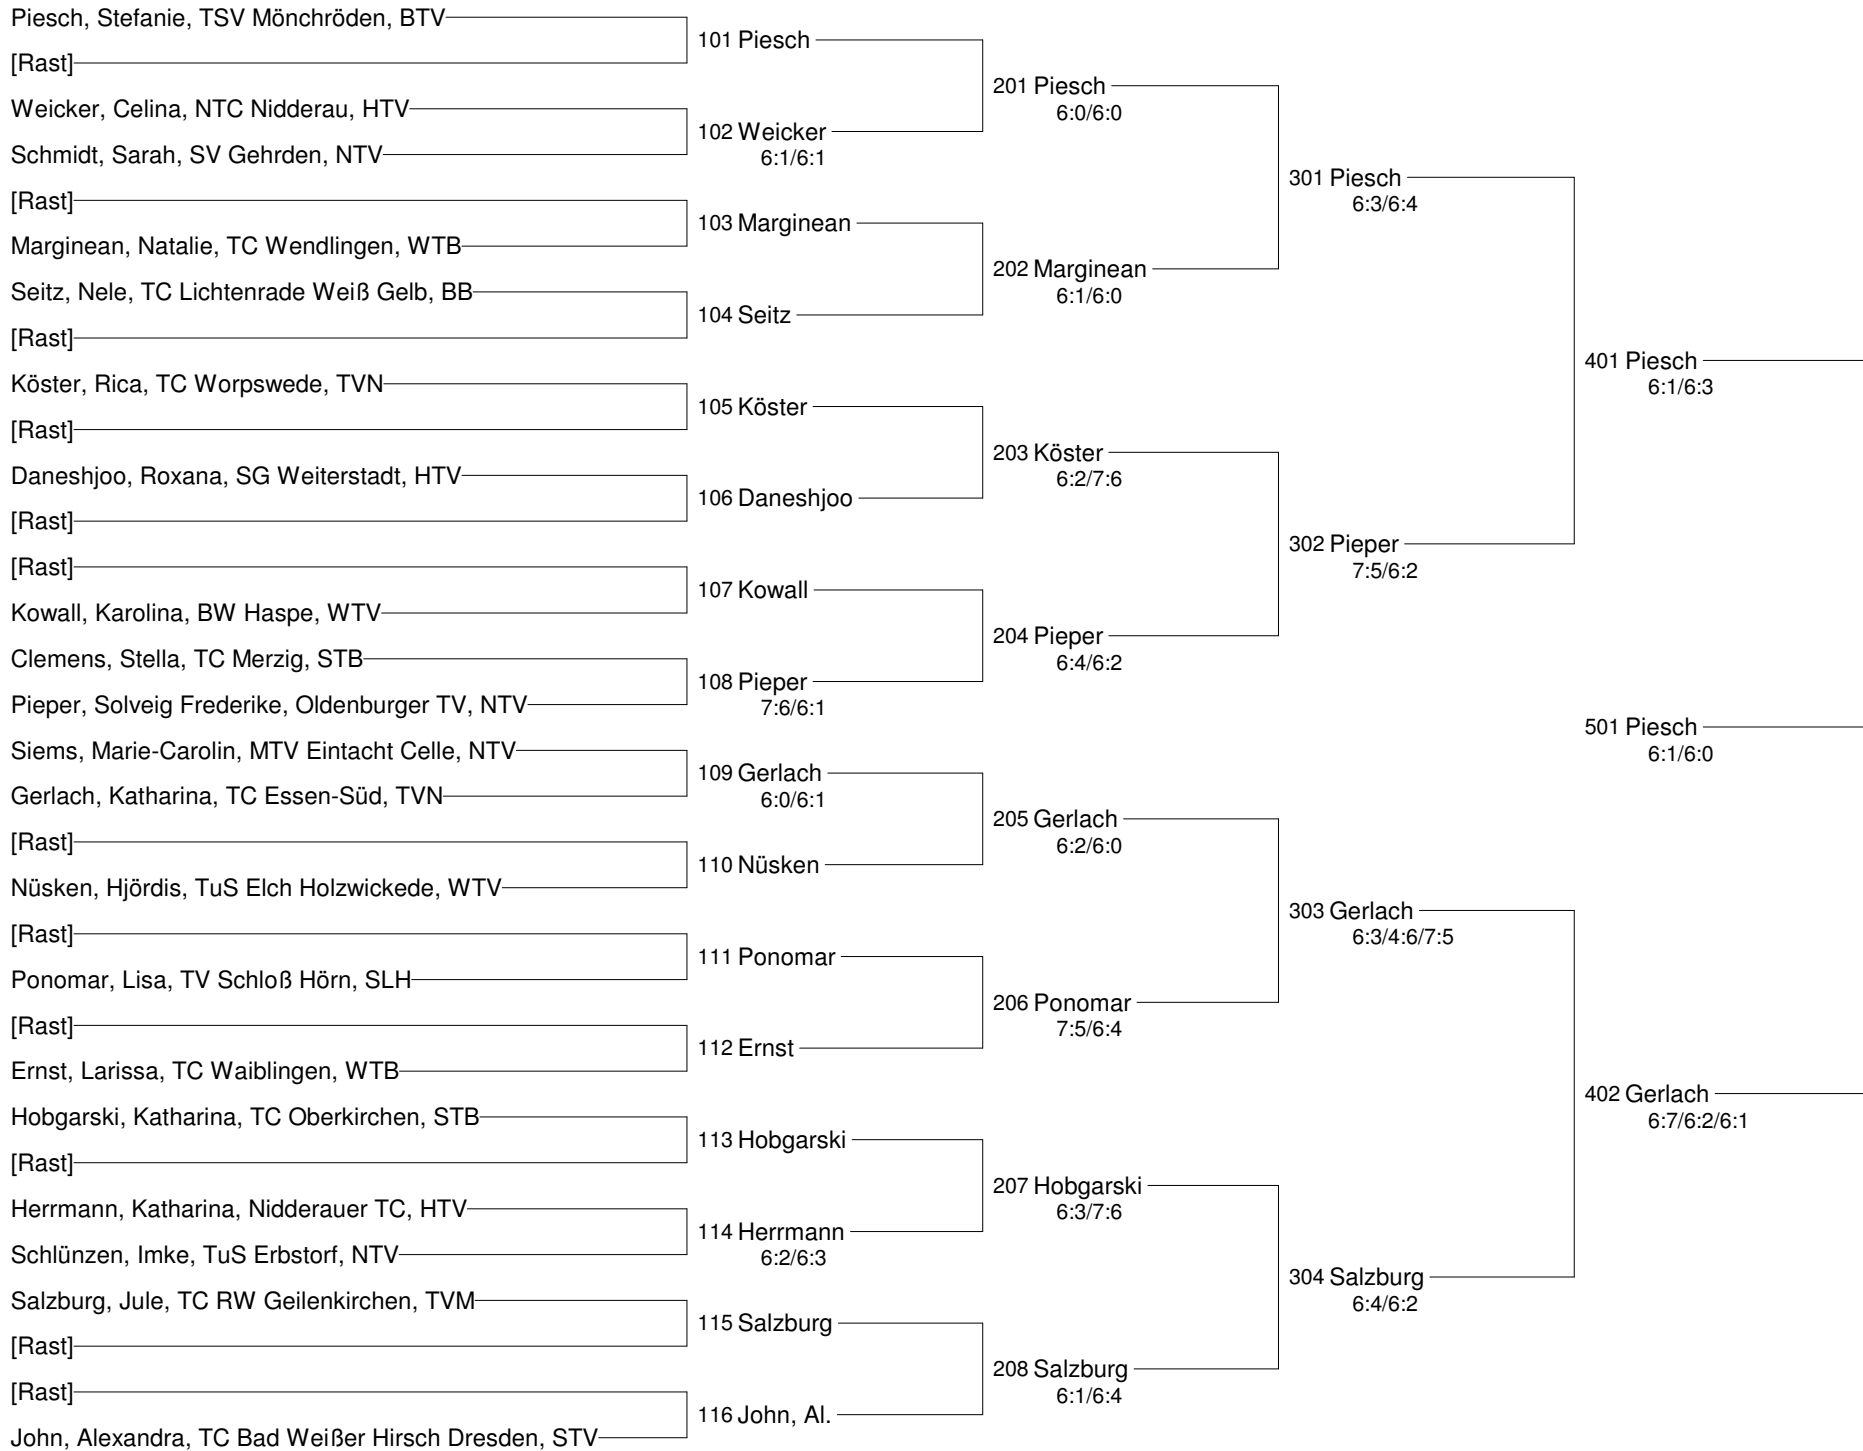 Piesch, Stefanie, TSV Mönchröden, BTV
[Rast]
Weicker, Celina, NTC Nidderau, HTV
Schmidt, Sarah, SV Gehrden, NTV
[Rast]
Marginean, Natalie, TC Wendlingen, WTB
Seitz, Nele, TC Lichtenrade Weiß Gelb, BB
[Rast]
Köster, Rica, TC Worpswede, TVN
[Rast]
Daneshjoo, Roxana, SG Weiterstadt, HTV
[Rast]
[Rast]
Kowall, Karolina, BW Haspe, WTV
Clemens, Stella, TC Merzig, STB
Pieper, Solveig Frederike, Oldenburger TV, NTV
Siems, Marie-Carolin, MTV Eintacht Celle, NTV
Gerlach, Katharina, TC Essen-Süd, TVN
[Rast]
Nüsken, Hjördis, TuS Elch Holzwickede, WTV
[Rast]
Ponomar, Lisa, TV Schloß Hörn, SLH
[Rast]
Ernst, Larissa, TC Waiblingen, WTB
Hobgarski, Katharina, TC Oberkirchen, STB
[Rast]
Herrmann, Katharina, Nidderauer TC, HTV
Schlünzen, Imke, TuS Erbstorf, NTV
Salzburg, Jule, TC RW Geilenkirchen, TVM
[Rast]
[Rast]
John, Alexandra, TC Bad Weißer Hirsch Dresden, STV
101 Piesch
102 Weicker
6:1/6:1
103 Marginean
104 Seitz
105 Köster
106 Daneshjoo
107 Kowall
108 Pieper
7:6/6:1
109 Gerlach
6:0/6:1
110 Nüsken
111 Ponomar
112 Ernst
113 Hobgarski
114 Herrmann
6:2/6:3
115 Salzburg
116 John, Al.
201 Piesch
6:0/6:0
202 Marginean
6:1/6:0
203 Köster
6:2/7:6
204 Pieper
6:4/6:2
205 Gerlach
6:2/6:0
206 Ponomar
7:5/6:4
207 Hobgarski
6:3/7:6
208 Salzburg
6:1/6:4
301 Piesch
6:3/6:4
302 Pieper
7:5/6:2
303 Gerlach
6:3/4:6/7:5
304 Salzburg
6:4/6:2
401 Piesch
6:1/6:3
501 Piesch
6:1/6:0
402 Gerlach
6:7/6:2/6:1